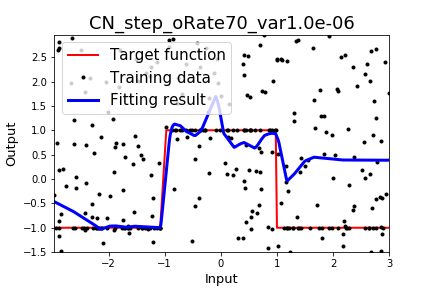 CN_step_oRate70_var1.0e-06
Target function
Training data
Fitting result
Output
2.5
2.0
1.5
1.0
0.5
0.0
−0.5
−1.0
−1.5
−2
−1
0
1
2
3
Input